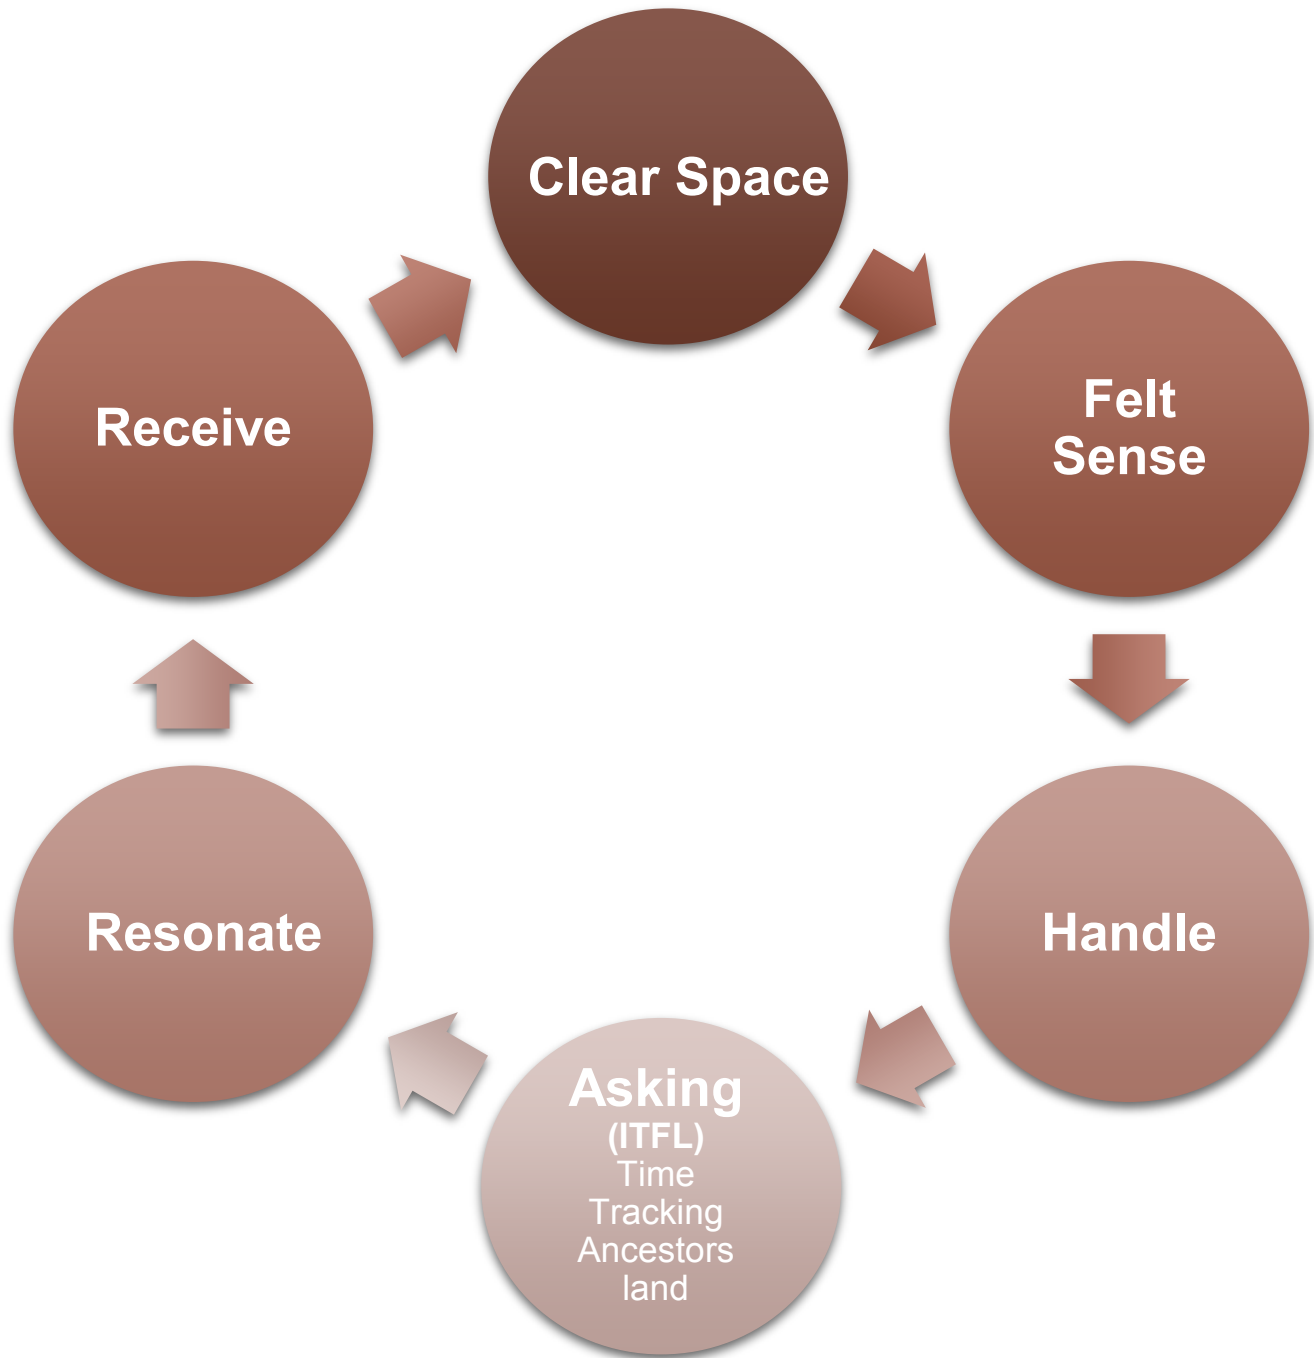 Clear Space
Felt
Sense
Handle
Asking
(ITFL)
Time
Tracking
Ancestors
land
Resonate
Receive